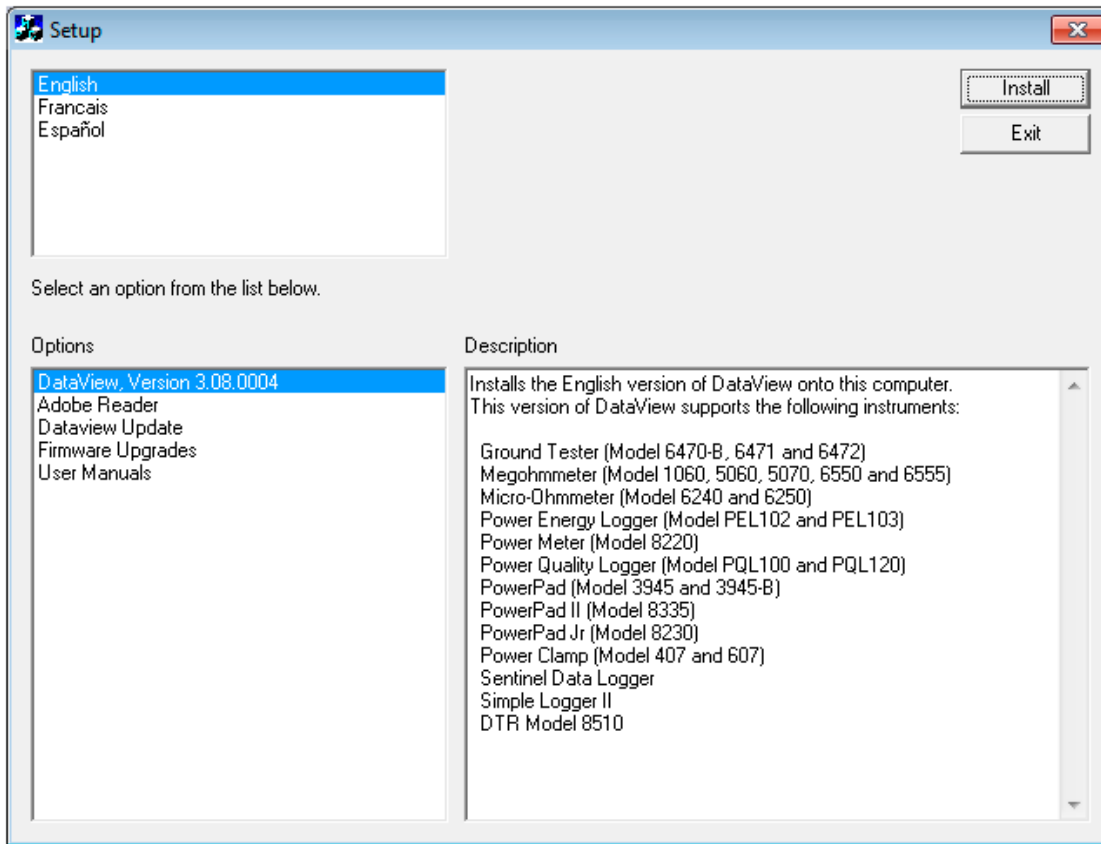 Setup
English
Francais
Español
Install
Exit
Select an option from the list below.
Options
DataView, Version 3.08.0004
Adobe Reader
Dataview Update
Firmware Upgrades
User Manuals
Description
Installs the English version of DataView onto this computer.
This version of DataView supports the following instruments:
Ground Tester (Model 6470-B, 6471 and 6472)
Megohmmeter (Model 1060, 5060, 5070, 6550 and 6555)
Micro-Ohmmeter (Model 6240 and 6250)
Power Energy Logger (Model PEL102 and PEL103)
Power Meter (Model 8220)
Power Quality Logger (Model PQL100 and PQL120)
PowerPad (Model 3945 and 3945-B)
PowerPad II (Model 8335)
PowerPad Jr (Model 8230)
Power Clamp (Model 407 and 607)
Sentinel Data Logger
Simple Logger II
DTR Model 8510